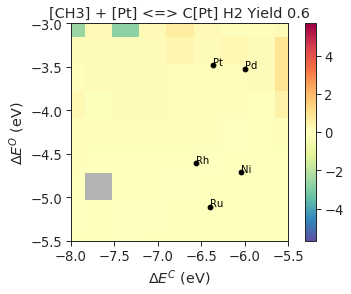 [CH3] + [Pt] <=> C[Pt] H2 Yield 0.6
−3.0
−3.5
−4.0
−4.5
−5.0
−5.5
ΔE^O (eV)
Pt
Pd
Rh
Ni
Ru
−8.0 −7.5 −7.0 −6.5 −6.0 −5.5
ΔE^C (eV)
4
2
0
−2
−4